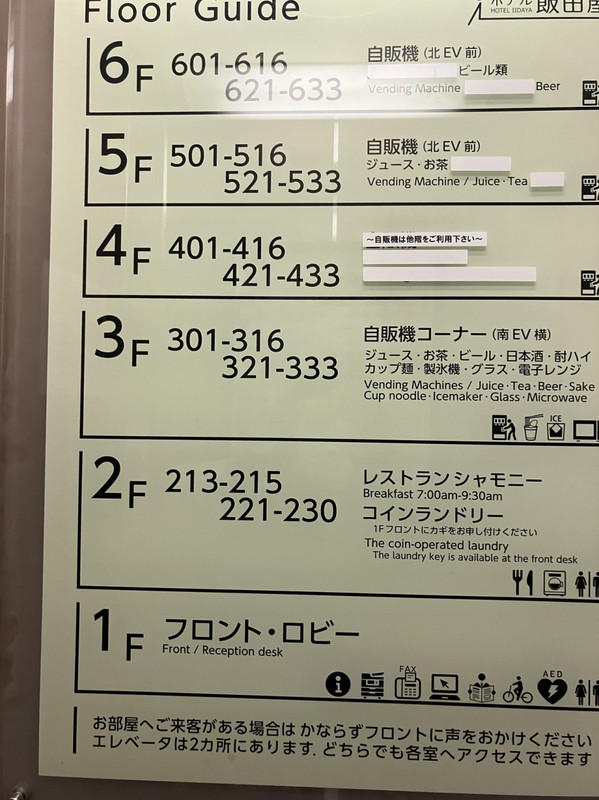 Floor Guide
ホテル 飯田屋
HOTEL IIDAYA
6F 601-616
621-633
自販機（北EV前）
ビール類
Vending Machine Beer
5F 501-516
521-533
自販機（北EV前）
ジュース・お茶
Vending Machine / Juice・Tea
4F 401-416
421-433
～自販機は他階をご利用下さい～
3F 301-316
321-333
自販機コーナー（南EV横）
ジュース・お茶・ビール・日本酒・酎ハイ
カップ麺・製氷機・グラス・電子レンジ
Vending Machines / Juice・Tea・Beer・Sake
Cup noodle・Icemaker・Glass・Microwave
ICE
2F 213-215
221-230
レストラン シャモニー
Breakfast 7:00am-9:30am
コインランドリー
1Fフロントにカギをお申し付けください
The coin-operated laundry
The laundry key is available at the front desk
1F フロント・ロビー
Front / Reception desk
FAX
AED
お部屋へご来客がある場合は かならずフロントに声をおかけください
エレベータは2カ所にあります. どちらでも各室へアクセスできます